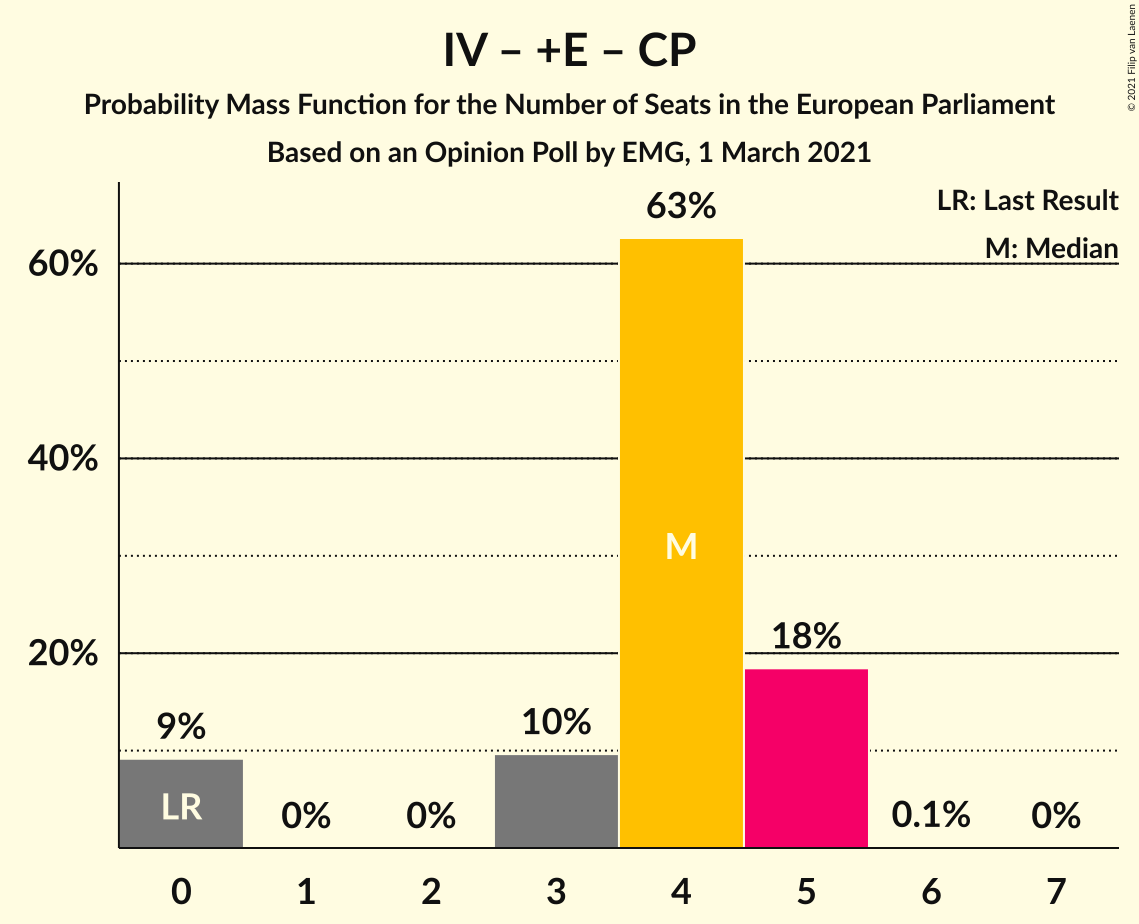 IV – +E – CP
Probability Mass Function for the Number of Seats in the European Parliament
Based on an Opinion Poll by EMG, 1 March 2021
© 2021 Filip van Laenen
LR: Last Result
M: Median
63%
60%
40%
M
20%
18%
10%
9%
LR
0%
0%
0.1%
0%
0 1 2 3 4 5 6 7